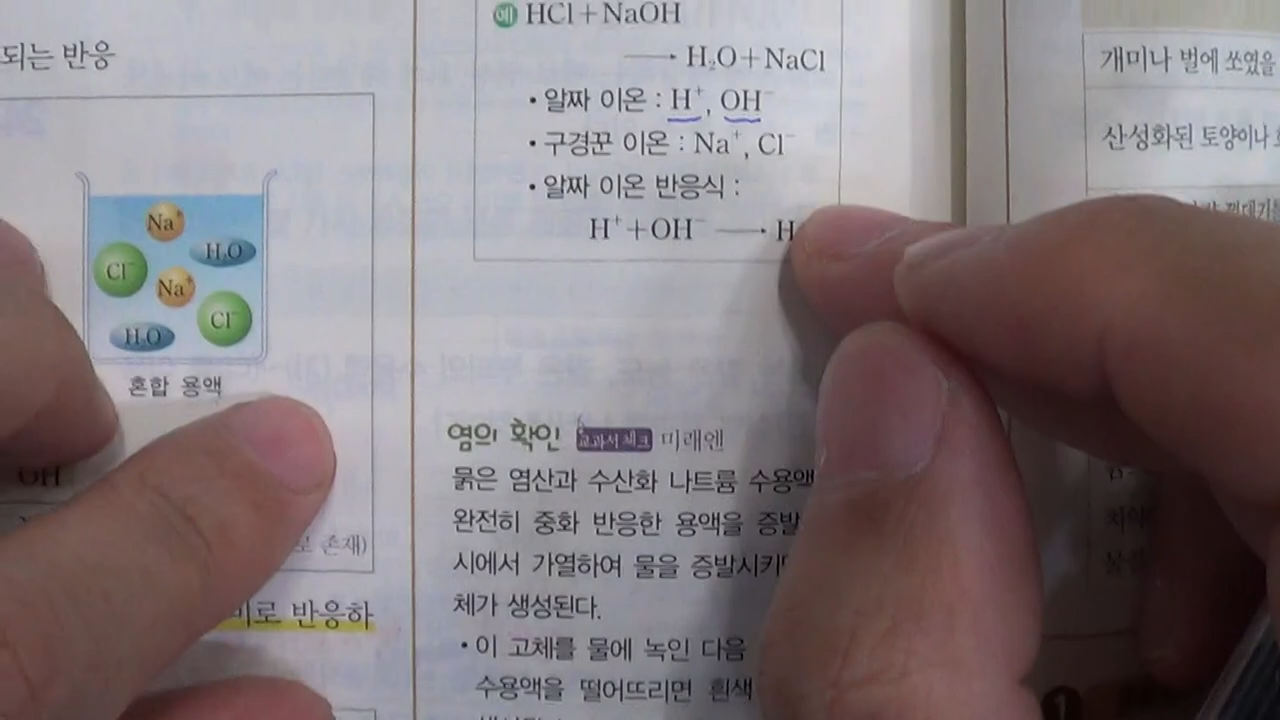 되는 반응
Na⁺
H₂O
Cl⁻
Na⁺
Cl⁻
H₂O
혼합 용액
OH
로 존재)
로 반응하
예 HCl+NaOH
⟶ H₂O+NaCl
• 알짜 이온 : H⁺, OH⁻
• 구경꾼 이온 : Na⁺, Cl⁻
• 알짜 이온 반응식 :
H⁺+OH⁻ ⟶ H
염의 확인 교과서 체크 미래엔
묽은 염산과 수산화 나트륨 수용액
완전히 중화 반응한 용액을 증발
시에서 가열하여 물을 증발시키
체가 생성된다.
• 이 고체를 물에 녹인 다음
수용액을 떨어뜨리면 흰색
개미나 벌에 쏘였을
산성화된 토양이나